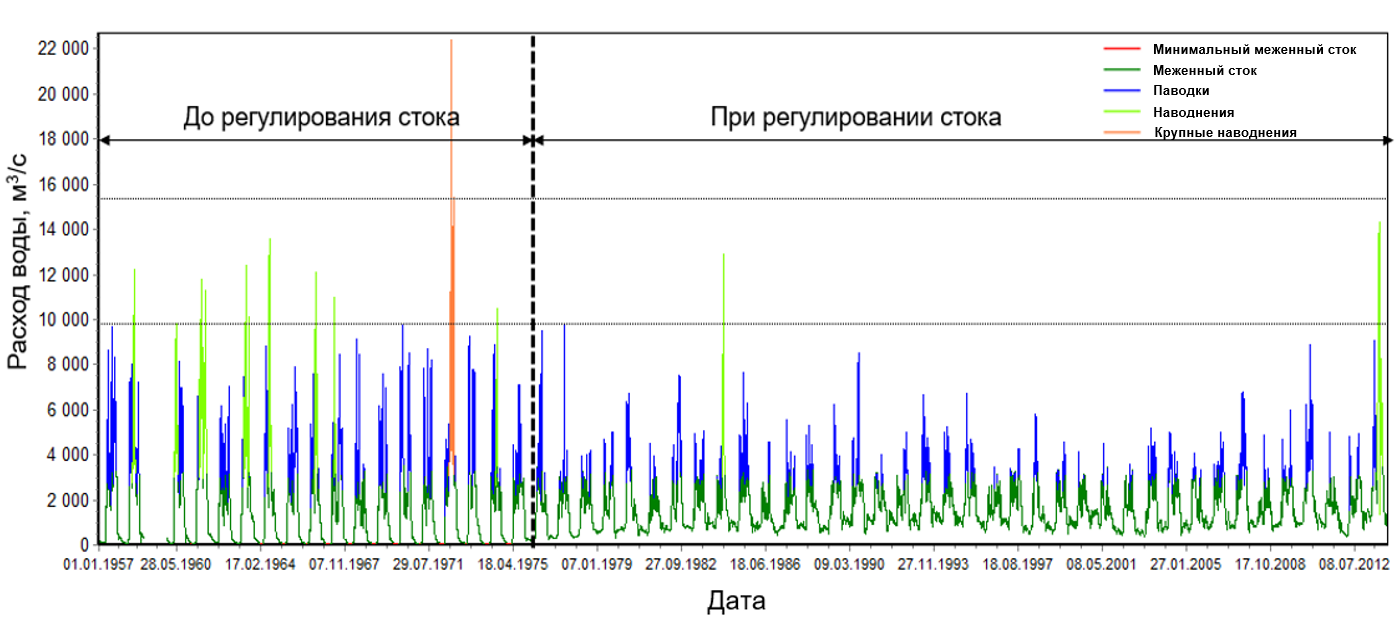 22 000
20 000
18 000
16 000
14 000
12 000
10 000
8 000
6 000
4 000
2 000
0
Расход воды, м³/с
До регулирования стока
При регулировании стока
Минимальный меженный сток
Меженный сток
Паводки
Наводнения
Крупные наводнения
01.01.1957 28.05.1960 17.02.1964 07.11.1967 29.07.1971 18.04.1975 07.01.1979 27.09.1982 18.06.1986 09.03.1990 27.11.1993 18.08.1997 08.05.2001 27.01.2005 17.10.2008 08.07.2012
Дата